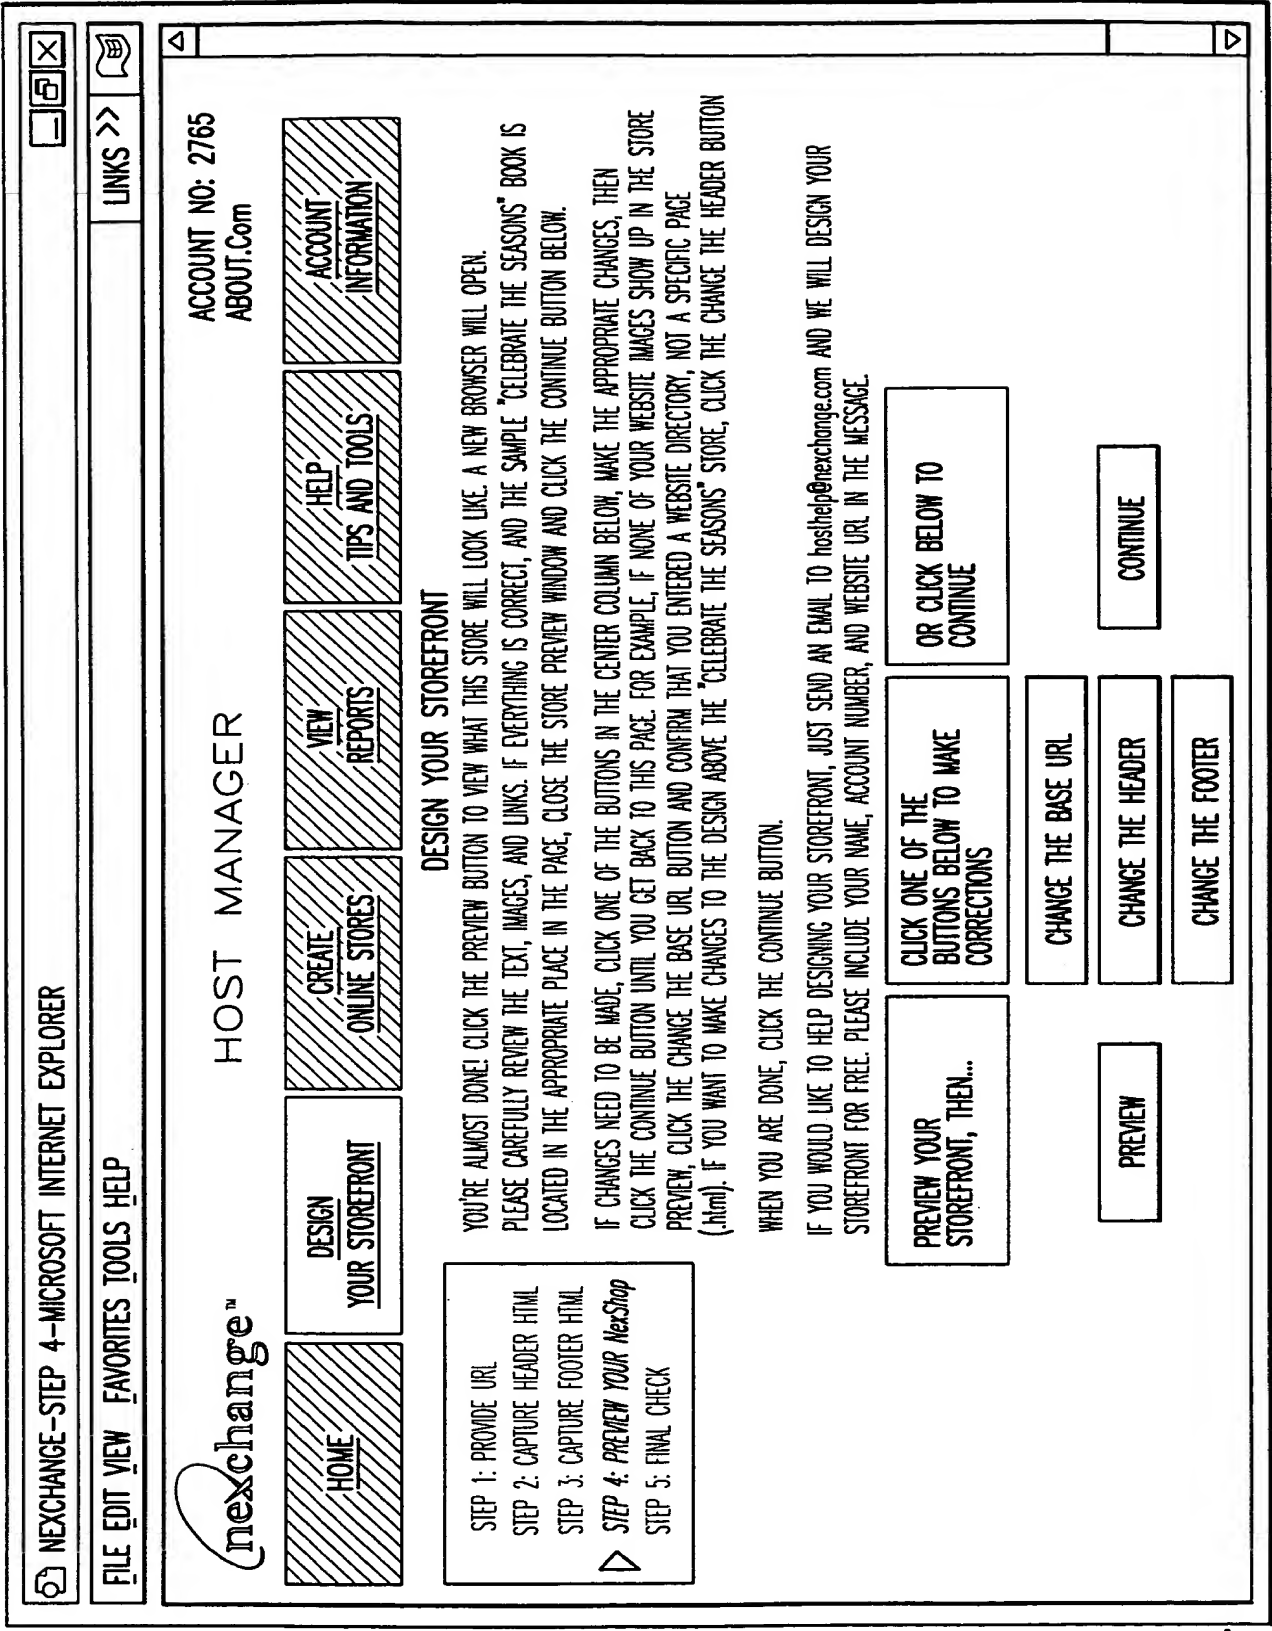 NEXCHANGE-STEP 4-MICROSOFT INTERNET EXPLORER
FILE EDIT VIEW FAVORITES TOOLS HELP
LINKS >>
nexchange™
HOST MANAGER
ACCOUNT NO: 2765
ABOUT.Com
HOME
DESIGN
YOUR STOREFRONT
CREATE
ONLINE STORES
VIEW
REPORTS
HELP
TIPS AND TOOLS
ACCOUNT
INFORMATION
STEP 1: PROVIDE URL
STEP 2: CAPTURE HEADER HTML
STEP 3: CAPTURE FOOTER HTML
STEP 4: PREVIEW YOUR NexShop
STEP 5: FINAL CHECK
DESIGN YOUR STOREFRONT
YOU'RE ALMOST DONE! CLICK THE PREVIEW BUTTON TO VIEW WHAT THIS STORE WILL LOOK LIKE. A NEW BROWSER WILL OPEN.
PLEASE CAREFULLY REVIEW THE TEXT, IMAGES, AND LINKS. IF EVERYTHING IS CORRECT, AND THE SAMPLE "CELEBRATE THE SEASONS" BOOK IS
LOCATED IN THE APPROPRIATE PLACE IN THE PAGE, CLOSE THE STORE PREVIEW WINDOW AND CLICK THE CONTINUE BUTTON BELOW.
IF CHANGES NEED TO BE MADE, CLICK ONE OF THE BUTTONS IN THE CENTER COLUMN BELOW, MAKE THE APPROPRIATE CHANGES, THEN
CLICK THE CONTINUE BUTTON UNTIL YOU GET BACK TO THIS PAGE. FOR EXAMPLE, IF NONE OF YOUR WEBSITE IMAGES SHOW UP IN THE STORE
PREVIEW, CLICK THE CHANGE THE BASE URL BUTTON AND CONFIRM THAT YOU ENTERED A WEBSITE DIRECTORY, NOT A SPECIFIC PAGE
(.html). IF YOU WANT TO MAKE CHANGES TO THE DESIGN ABOVE THE "CELEBRATE THE SEASONS" STORE, CLICK THE CHANGE THE HEADER BUTTON
WHEN YOU ARE DONE, CLICK THE CONTINUE BUTTON.
IF YOU WOULD LIKE TO HELP DESIGNING YOUR STOREFRONT, JUST SEND AN EMAIL TO hosthelp@nexchange.com AND WE WILL DESIGN YOUR
STOREFRONT FOR FREE. PLEASE INCLUDE YOUR NAME, ACCOUNT NUMBER, AND WEBSITE URL IN THE MESSAGE.
PREVIEW YOUR
STOREFRONT, THEN...
CLICK ONE OF THE
BUTTONS BELOW TO MAKE
CORRECTIONS
OR CLICK BELOW TO
CONTINUE
CHANGE THE BASE URL
PREVIEW
CHANGE THE HEADER
CONTINUE
CHANGE THE FOOTER